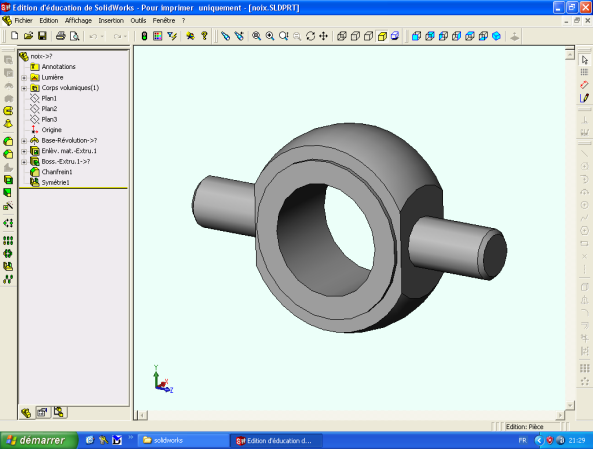 Edition d'éducation de SolidWorks - Pour imprimer uniquement - [noix.SLDPRT]
Fichier Edition Affichage Insertion Outils Fenêtre ?
noix->?
Annotations
Lumière
Corps volumiques(1)
Plan1
Plan2
Plan3
Origine
Base-Révolution->?
Enlèv. mat.-Extru.1
Boss.-Extru.1->?
Chanfrein1
Symétrie1
Y
X
Z
Edition: Pièce
démarrer solidworks Edition d'éducation d... FR 21:29